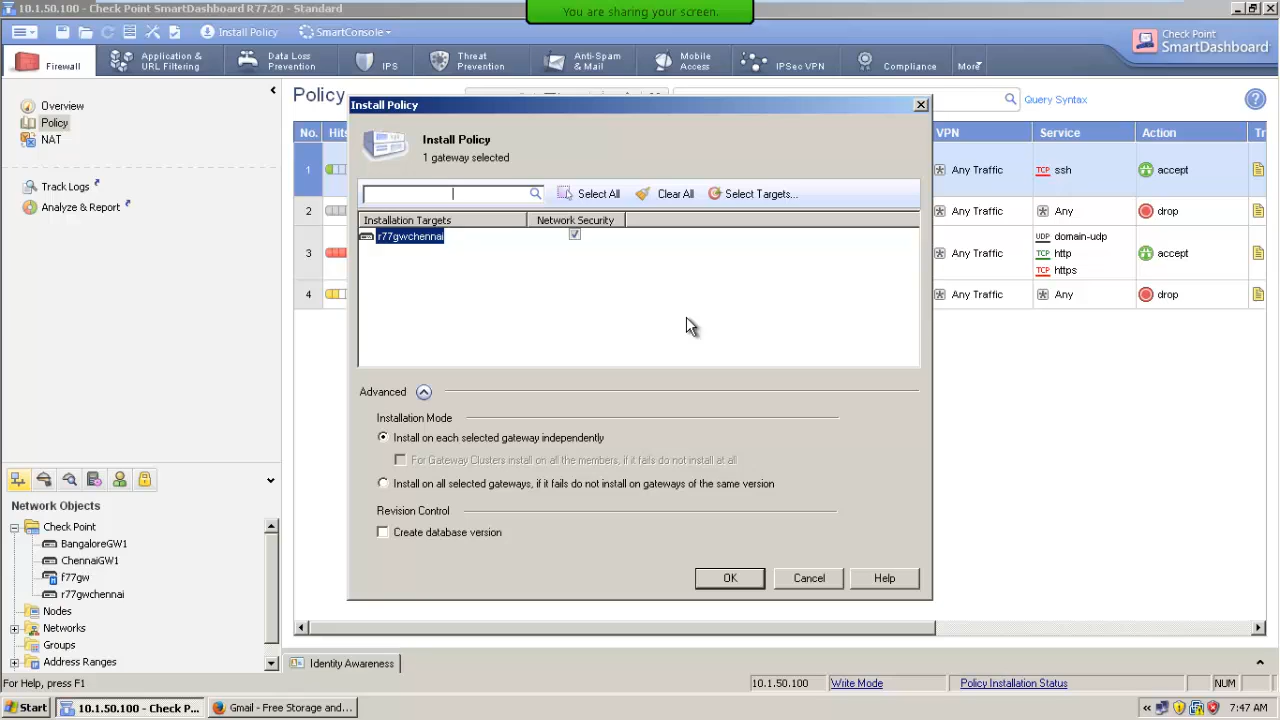 10.1.50.100 - Check Point SmartDashboard R77.20 - Standard
You are sharing your screen.
Install Policy
SmartConsole
Check Point
SmartDashboard
Firewall
Application &
URL Filtering
Data Loss
Prevention
IPS
Threat
Prevention
Anti-Spam
& Mail
Mobile
Access
IPSec VPN
Compliance
More
Overview
Policy
NAT
Track Logs
Analyze & Report
Policy
Query Syntax
No.
Hits
VPN
Service
Action
Tr
1
Any Traffic
TCP ssh
accept
2
Any Traffic
Any
drop
3
Any Traffic
UDP domain-udp
TCP http
TCP https
accept
4
Any Traffic
Any
drop
Install Policy
Install Policy
1 gateway selected
Select All
Clear All
Select Targets...
Installation Targets
Network Security
r77gwchennai
Advanced
Installation Mode
Install on each selected gateway independently
For Gateway Clusters install on all the members, if it fails do not install at all
Install on all selected gateways, if it fails do not install on gateways of the same version
Revision Control
Create database version
OK
Cancel
Help
Network Objects
Check Point
BangaloreGW1
ChennaiGW1
f77gw
r77gwchennai
Nodes
Networks
Groups
Address Ranges
Identity Awareness
For Help, press F1
10.1.50.100
Write Mode
Policy Installation Status
NUM
Start
10.1.50.100 - Check P...
Gmail - Free Storage and...
7:47 AM